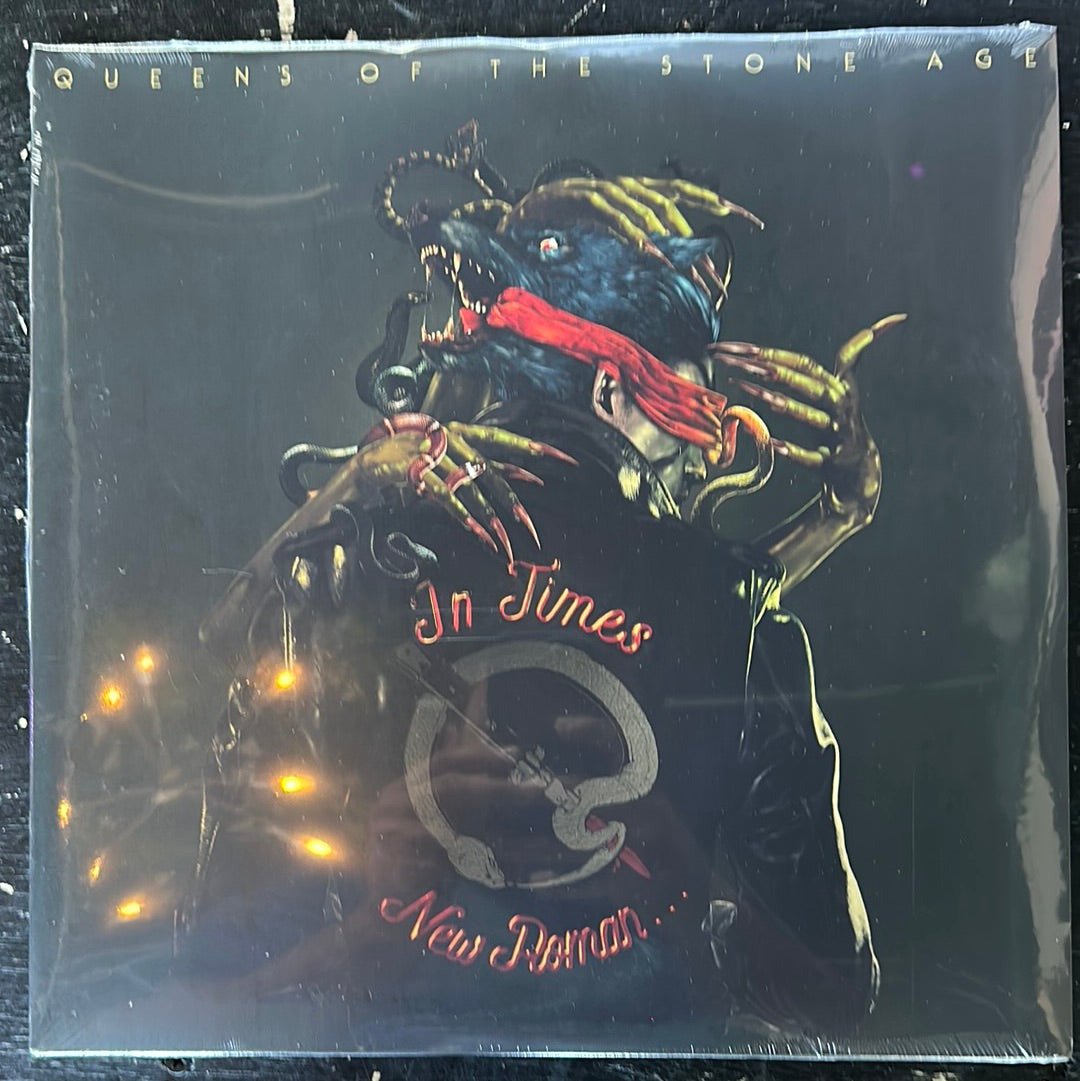 QUEENS OF THE STONE AGE
In Times
New Roman...